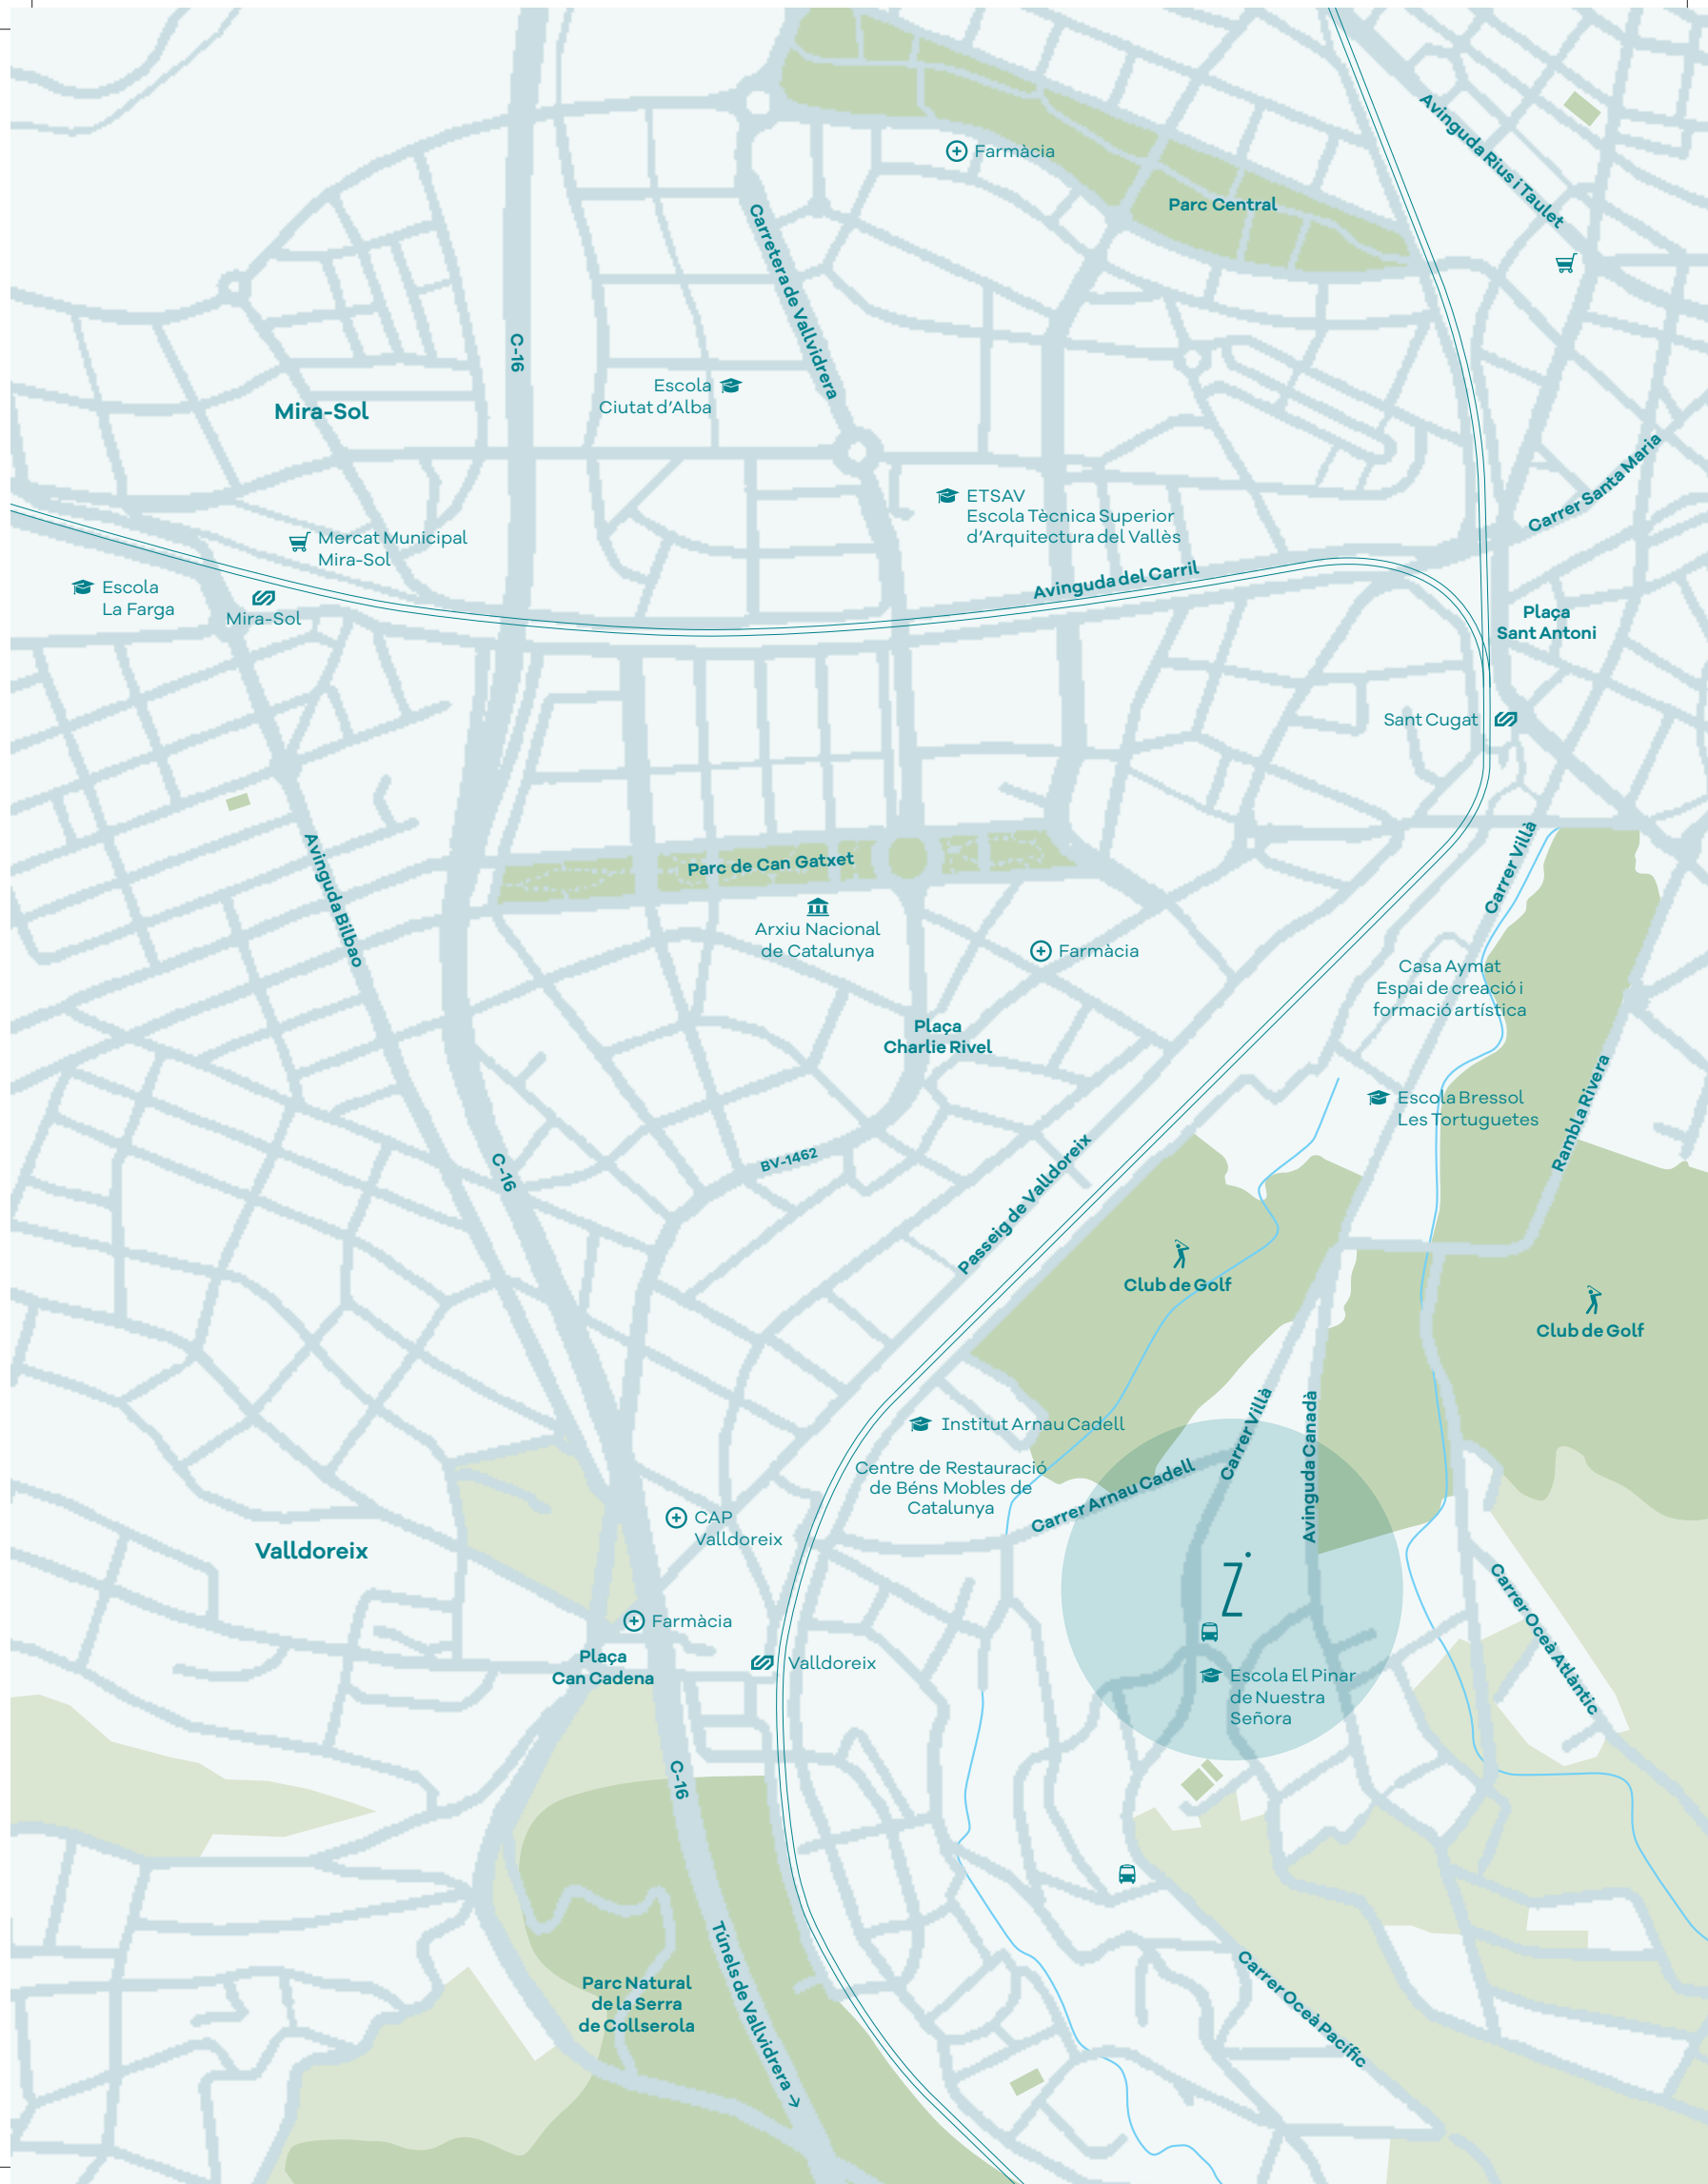 Avinguda Rius i Taulet
Farmàcia
Parc Central
Carretera de Vallvidrera
C-16
Escola
Ciutat d'Alba
Mira-Sol
Carrer Santa Maria
ETSAV
Escola Tècnica Superior
d'Arquitectura del Vallès
Mercat Municipal
Mira-Sol
Avinguda del Carril
Escola
La Farga
Mira-Sol
Plaça
Sant Antoni
Sant Cugat
Carrer Villà
Avinguda Bilbao
Parc de Can Gatxet
Arxiu Nacional
de Catalunya
Farmàcia
Casa Aymat
Espai de creació i
formació artística
Plaça
Charlie Rivel
Rambla Rivera
Escola Bressol
Les Tortuguetes
BV-1462
C-16
Passeig de Valldoreix
Club de Golf
Club de Golf
Carrer Villà
Avinguda Canadà
Institut Arnau Cadell
Centre de Restauració
de Béns Mobles de
Catalunya
Carrer Arnau Cadell
CAP
Valldoreix
Valldoreix
Z
Carrer Oceà Atlàntic
Farmàcia
Plaça
Can Cadena
Valldoreix
Escola El Pinar
de Nuestra
Señora
C-16
Túnels de Vallvidrera →
Parc Natural
de la Serra
de Collserola
Carrer Oceà Pacífic